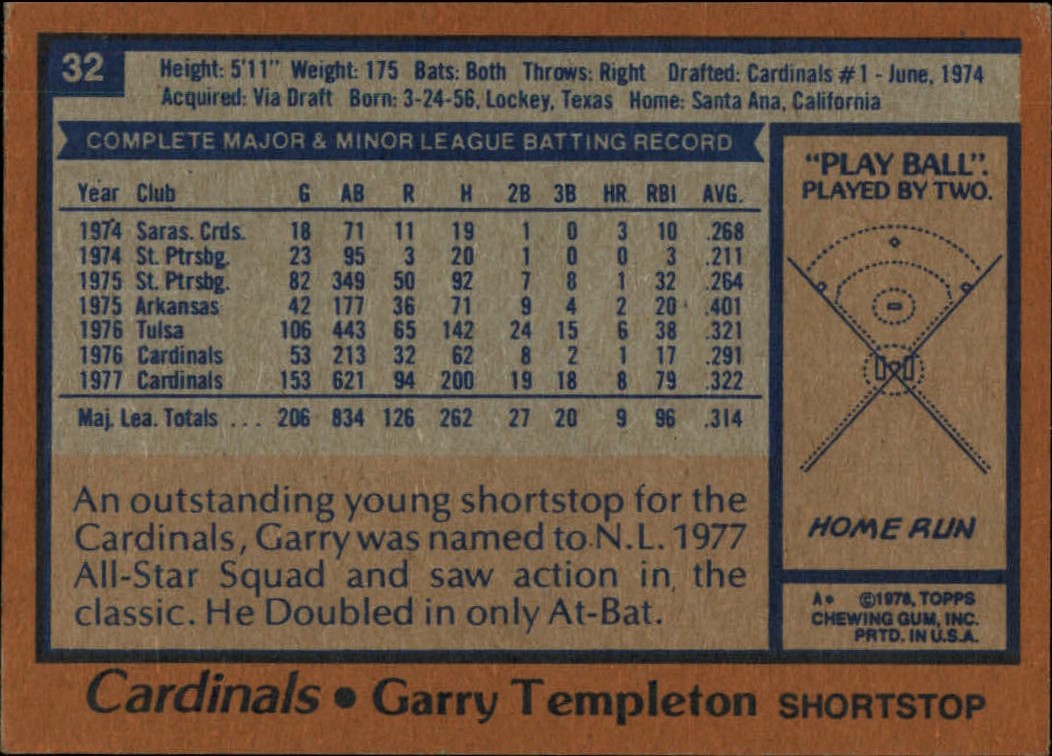 32
Height: 5'11" Weight: 175 Bats: Both Throws: Right Drafted: Cardinals #1 - June, 1974
Acquired: Via Draft Born: 3-24-56, Lockey, Texas Home: Santa Ana, California
COMPLETE MAJOR & MINOR LEAGUE BATTING RECORD
Year Club G AB R H 2B 3B HR RBI AVG.
1974 Saras. Crds. 18 71 11 19 1 0 3 10 .268
1974 St. Ptrsbg. 23 95 3 20 1 0 0 3 .211
1975 St. Ptrsbg. 82 349 50 92 7 8 1 32 .264
1975 Arkansas 42 177 36 71 9 4 2 20 .401
1976 Tulsa 106 443 65 142 24 15 6 38 .321
1976 Cardinals 53 213 32 62 8 2 1 17 .291
1977 Cardinals 153 621 94 200 19 18 8 79 .322
Maj. Lea. Totals ... 206 834 126 262 27 20 9 96 .314
An outstanding young shortstop for the
Cardinals, Garry was named to N.L. 1977
All-Star Squad and saw action in the
classic. He Doubled in only At-Bat.
"PLAY BALL".
PLAYED BY TWO.
HOME RUN
A* ©1978, TOPPS
CHEWING GUM, INC.
PRTD. IN U.S.A.
Cardinals • Garry Templeton SHORTSTOP